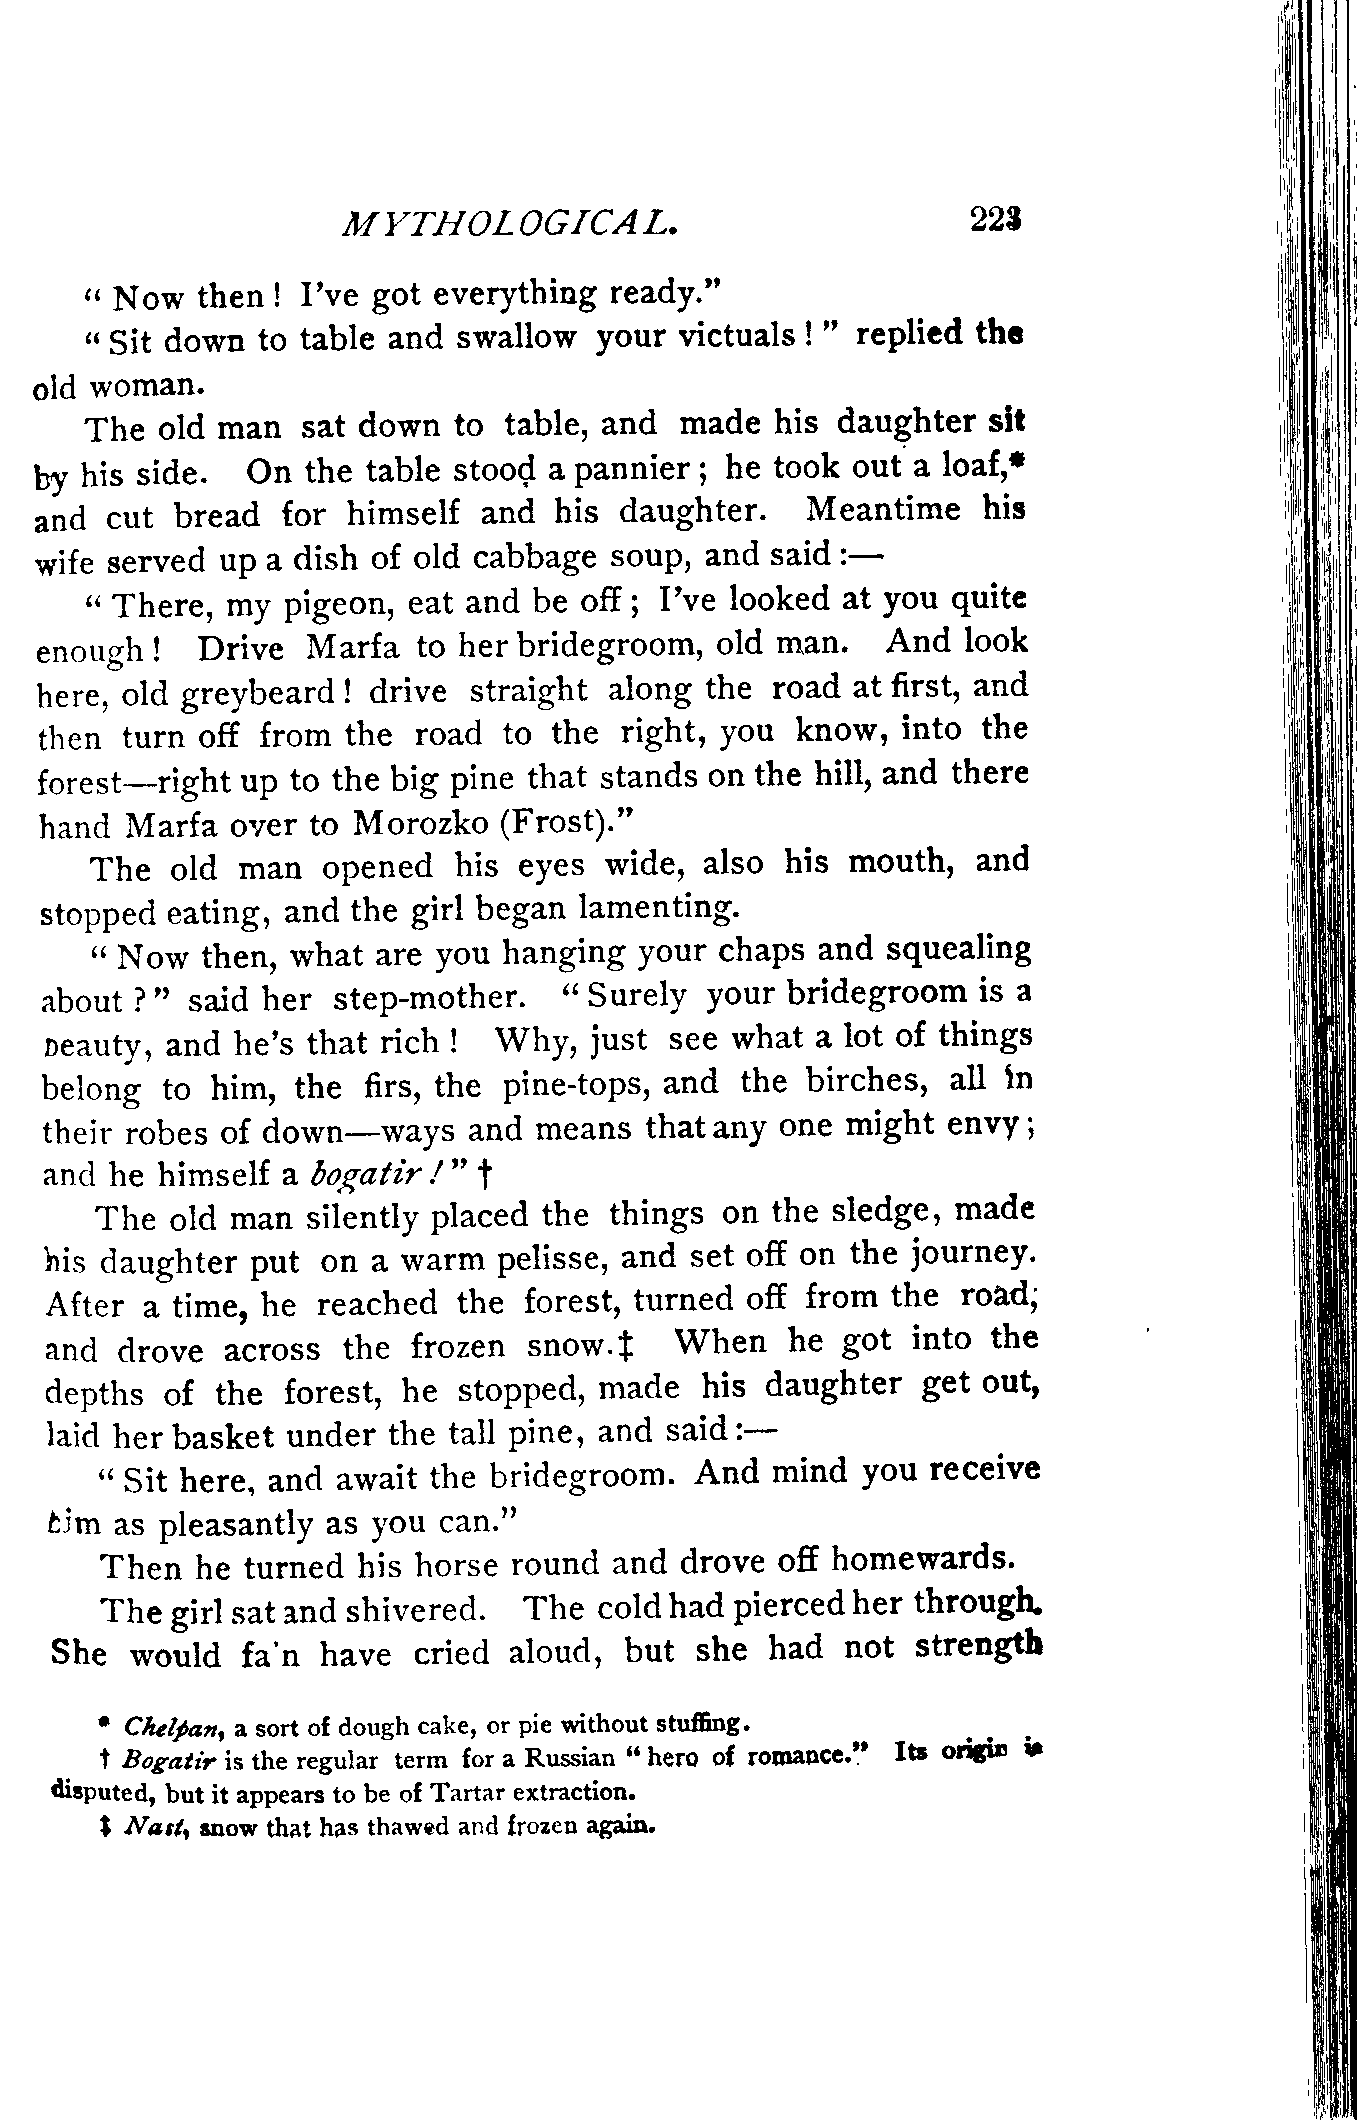 MYTHOLOGICAL. 223
“ Now then ! I’ve got everything ready.”
“ Sit down to table and swallow your victuals ! ” replied the
old woman.
The old man sat down to table, and made his daughter sit
by his side. On the table stood a pannier ; he took out a loaf,*
and cut bread for himself and his daughter. Meantime his
wife served up a dish of old cabbage soup, and said :—
“ There, my pigeon, eat and be off ; I’ve looked at you quite
enough ! Drive Marfa to her bridegroom, old man. And look
here, old greybeard ! drive straight along the road at first, and
then turn off from the road to the right, you know, into the
forest—right up to the big pine that stands on the hill, and there
hand Marfa over to Morozko (Frost).”
The old man opened his eyes wide, also his mouth, and
stopped eating, and the girl began lamenting.
“ Now then, what are you hanging your chaps and squealing
about ? ” said her step-mother. “ Surely your bridegroom is a
beauty, and he’s that rich ! Why, just see what a lot of things
belong to him, the firs, the pine-tops, and the birches, all in
their robes of down—ways and means that any one might envy ;
and he himself a bogatir ! ” †
The old man silently placed the things on the sledge, made
his daughter put on a warm pelisse, and set off on the journey.
After a time, he reached the forest, turned off from the road;
and drove across the frozen snow.‡ When he got into the
depths of the forest, he stopped, made his daughter get out,
laid her basket under the tall pine, and said :—
“ Sit here, and await the bridegroom. And mind you receive
him as pleasantly as you can.”
Then he turned his horse round and drove off homewards.
The girl sat and shivered. The cold had pierced her through.
She would fain have cried aloud, but she had not strength
* Chelpan, a sort of dough cake, or pie without stuffing.
† Bogatir is the regular term for a Russian “ hero of romance.” Its origin is
disputed, but it appears to be of Tartar extraction.
‡ Nast, snow that has thawed and frozen again.